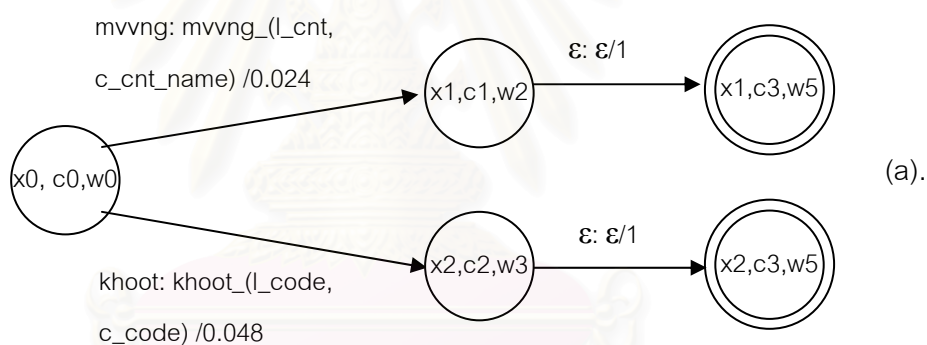 mvvng: mvvng_(l_cnt,
c_cnt_name) /0.024
x0, c0,w0
x1,c1,w2
ε: ε/1
x1,c3,w5
(a).
x2,c2,w3
ε: ε/1
x2,c3,w5
khoot: khoot_(l_code,
c_code) /0.048